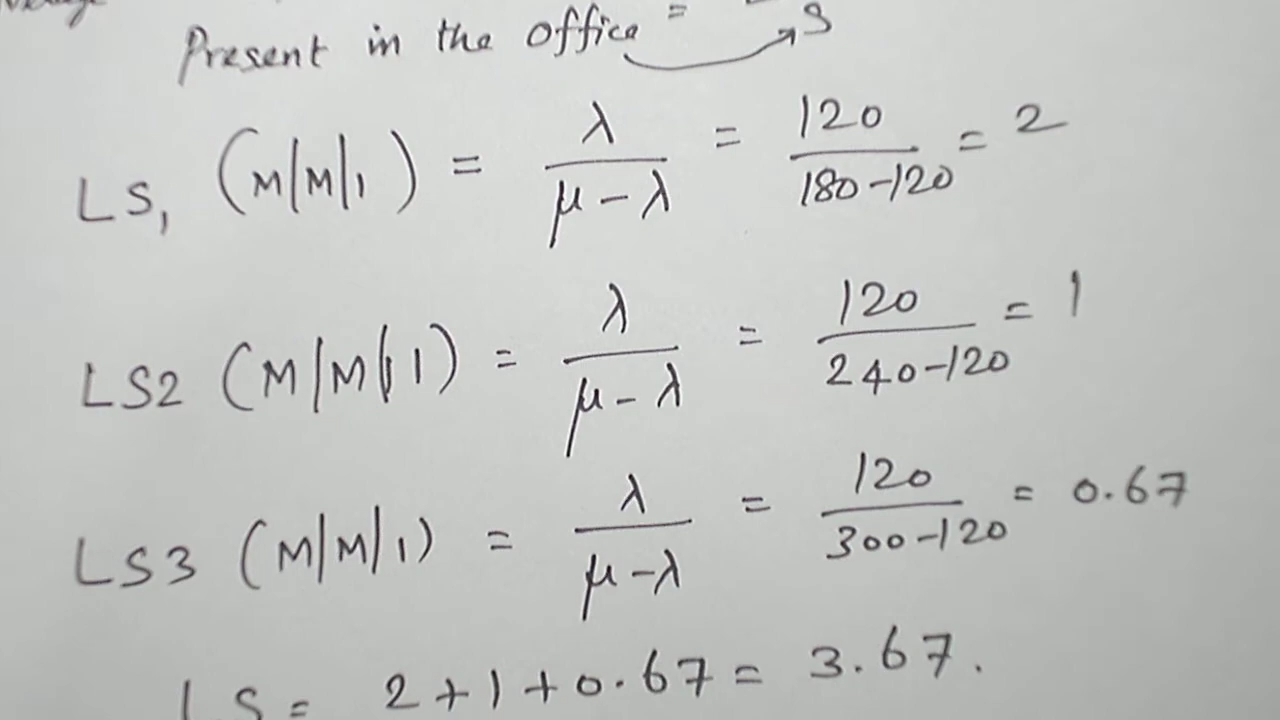 Present in the office = S
LS₁ (M/M/1) = λ/(μ-λ) = 120/(180-120) = 2
LS2 (M/M/1) = λ/(μ-λ) = 120/(240-120) = 1
LS3 (M/M/1) = λ/(μ-λ) = 120/(300-120) = 0.67
LS = 2+1+0.67 = 3.67.